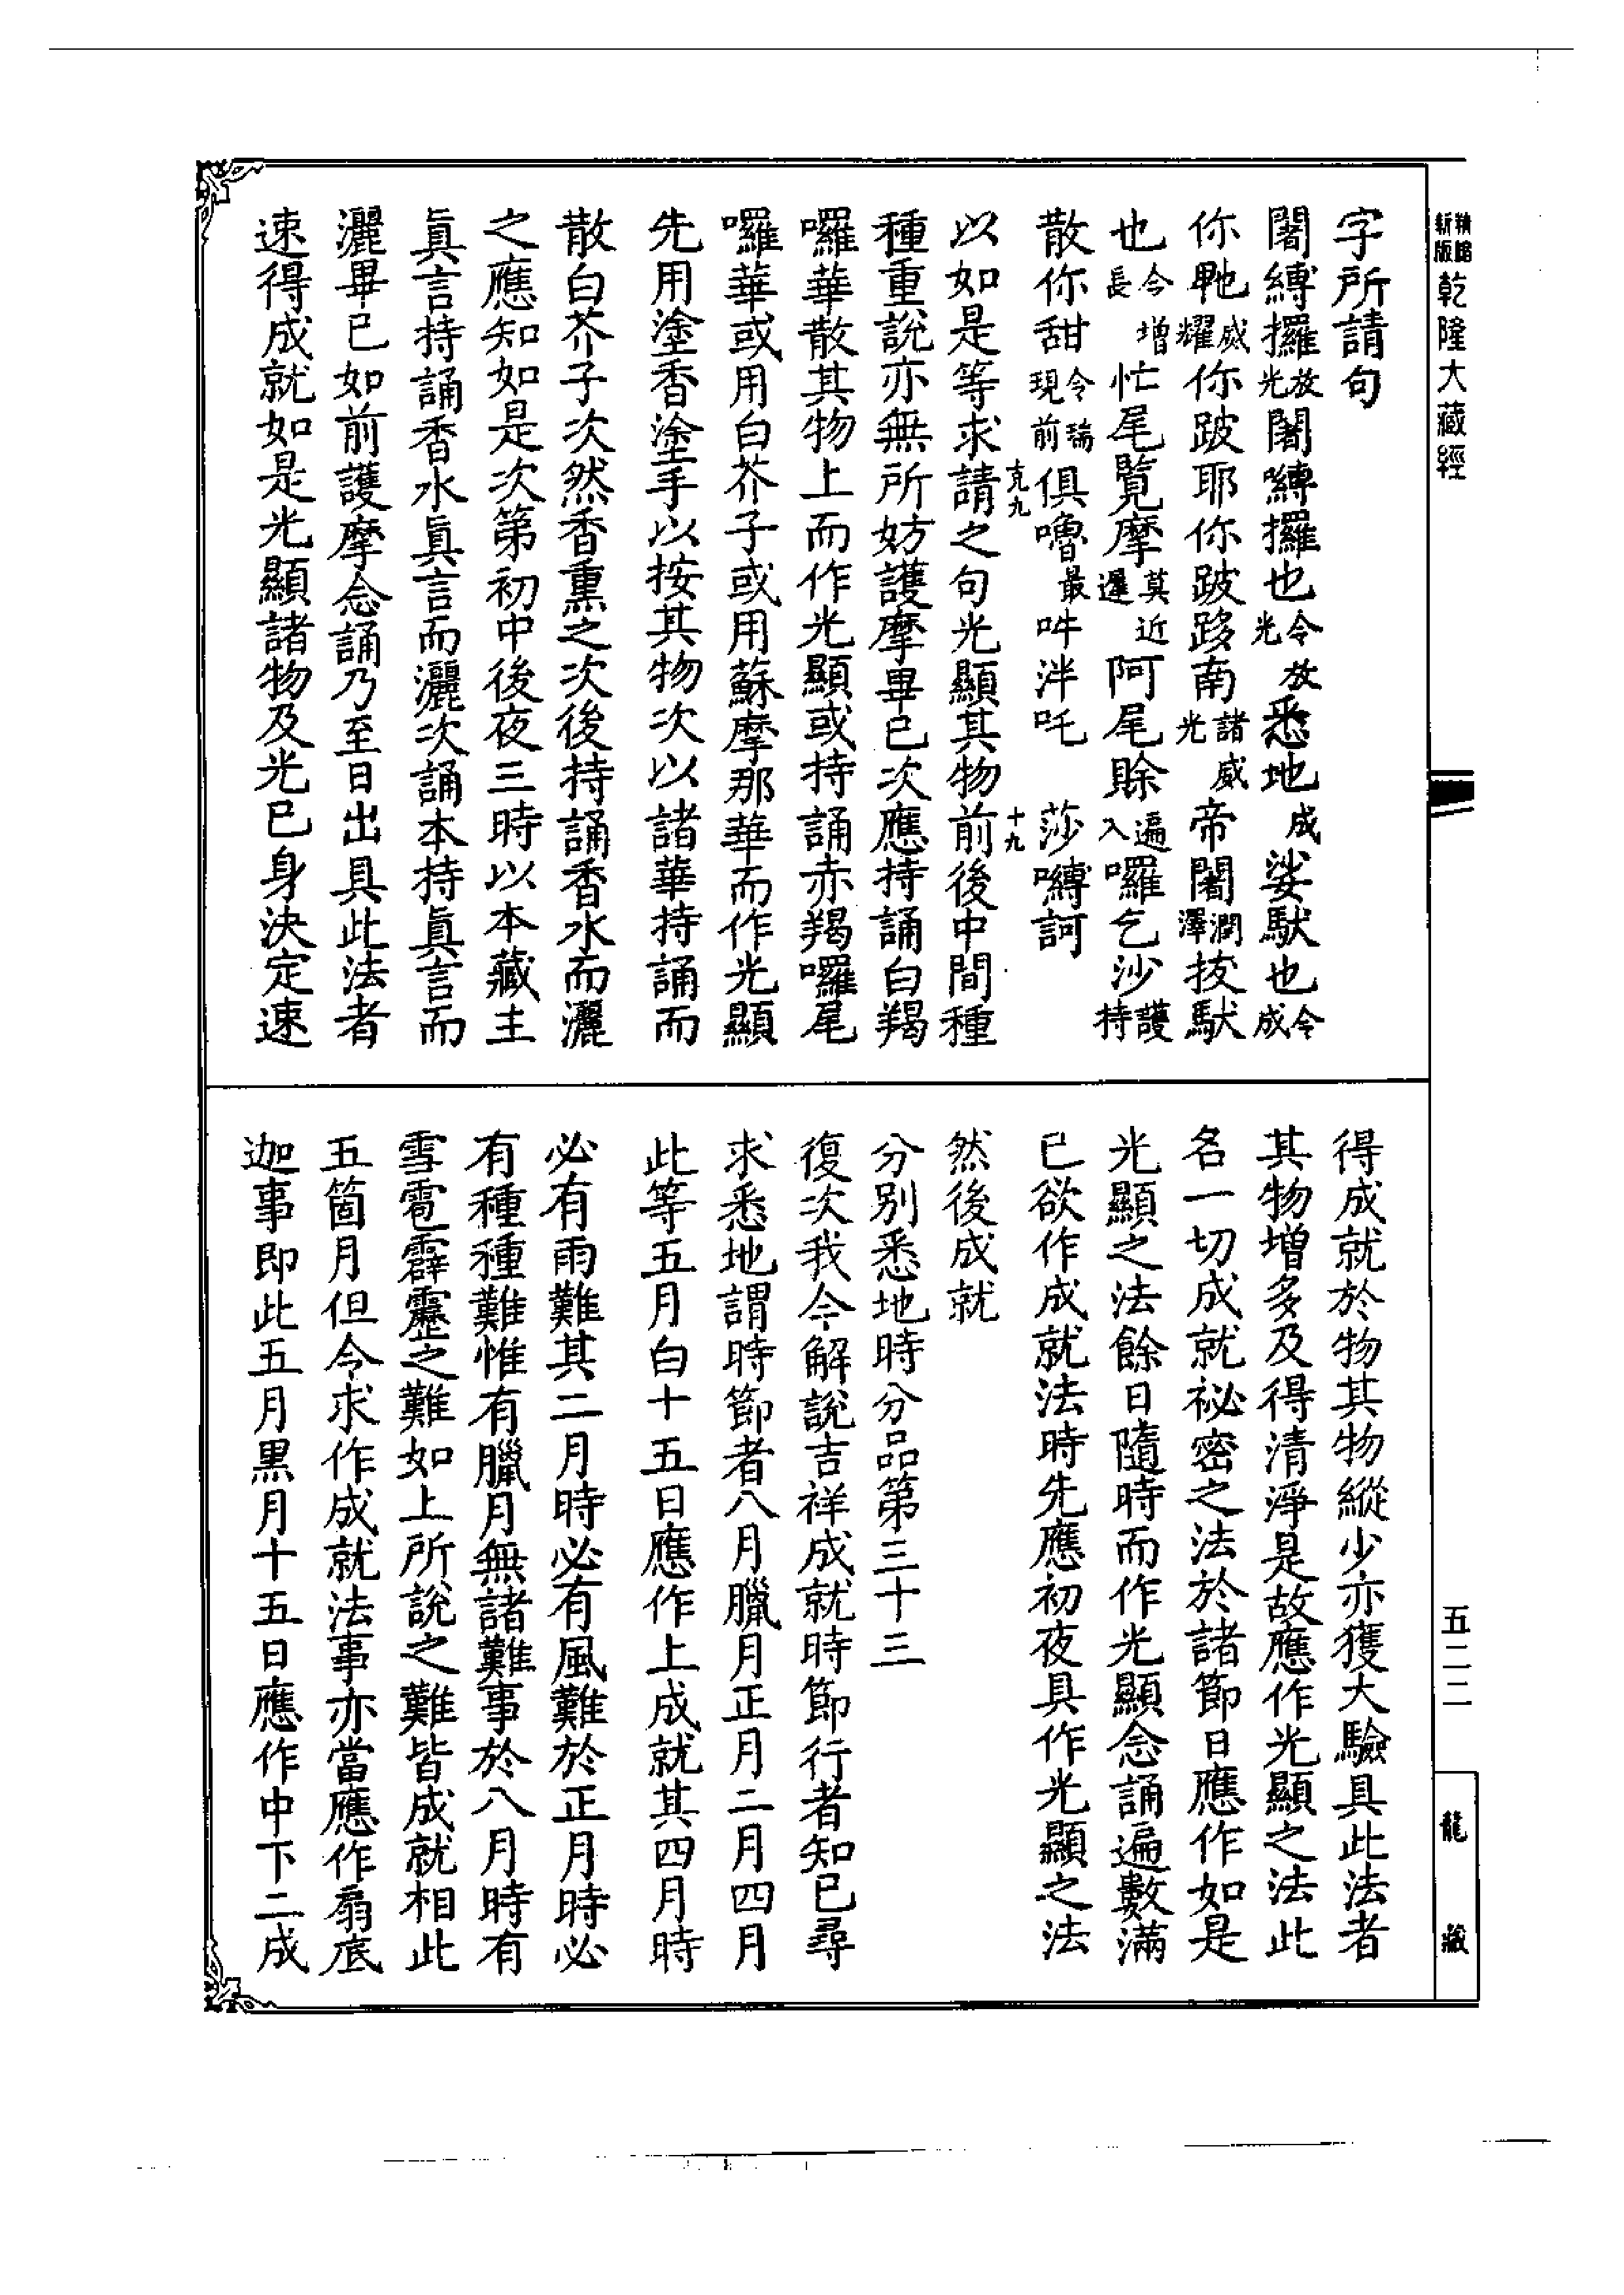 精縮
新版
乾隆大藏經
五二二
龍藏
字所請句
闍縛攞放光闍嚩攞也令放光悉地成娑馱也令成
你𤙖威耀你跛耶你跛跢南諸威光帝闍潤澤拔馱
也令增長忙尾覽摩莫近遲阿尾賒遍入囉乞沙護持
散你甜令瑞現前俱嚕最吽泮吒 莎嚩訶
克九
十九
以如是等求請之句光顯其物前後中間種
種重說亦無所妨護摩畢已次應持誦白羯
囉華散其物上而作光顯或持誦赤羯囉尾
囉華或用白芥子或用蘇摩那華而作光顯
先用塗香塗手以按其物次以諸華持誦而
散白芥子次然香熏之次後持誦香水而灑
之應知如是次第初中後夜三時以本藏主
眞言持誦香水眞言而灑次誦本持眞言而
灑畢已如前護摩念誦乃至日出具此法者
速得成就如是光顯諸物及光已身決定速
得成就於物其物縱少亦獲大驗具此法者
其物增多及得清淨是故應作光顯之法此
名一切成就祕密之法於諸節日應作如是
光顯之法餘日隨時而作光顯念誦遍數滿
已欲作成就法時先應初夜具作光顯之法
然後成就
分別悉地時分品第三十三
復次我今解說吉祥成就時節行者知已尋
求悉地謂時節者八月臘月正月二月四月
此等五月白十五日應作上成就其四月時
必有雨難其二月時必有風難於正月時必
有種種難惟有臘月無諸難事於八月時有
雪雹霹靂之難如上所說之難皆成就相此
五箇月但令求作成就法事亦當應作扇底
迦事即此五月黑月十五日應作中下二成